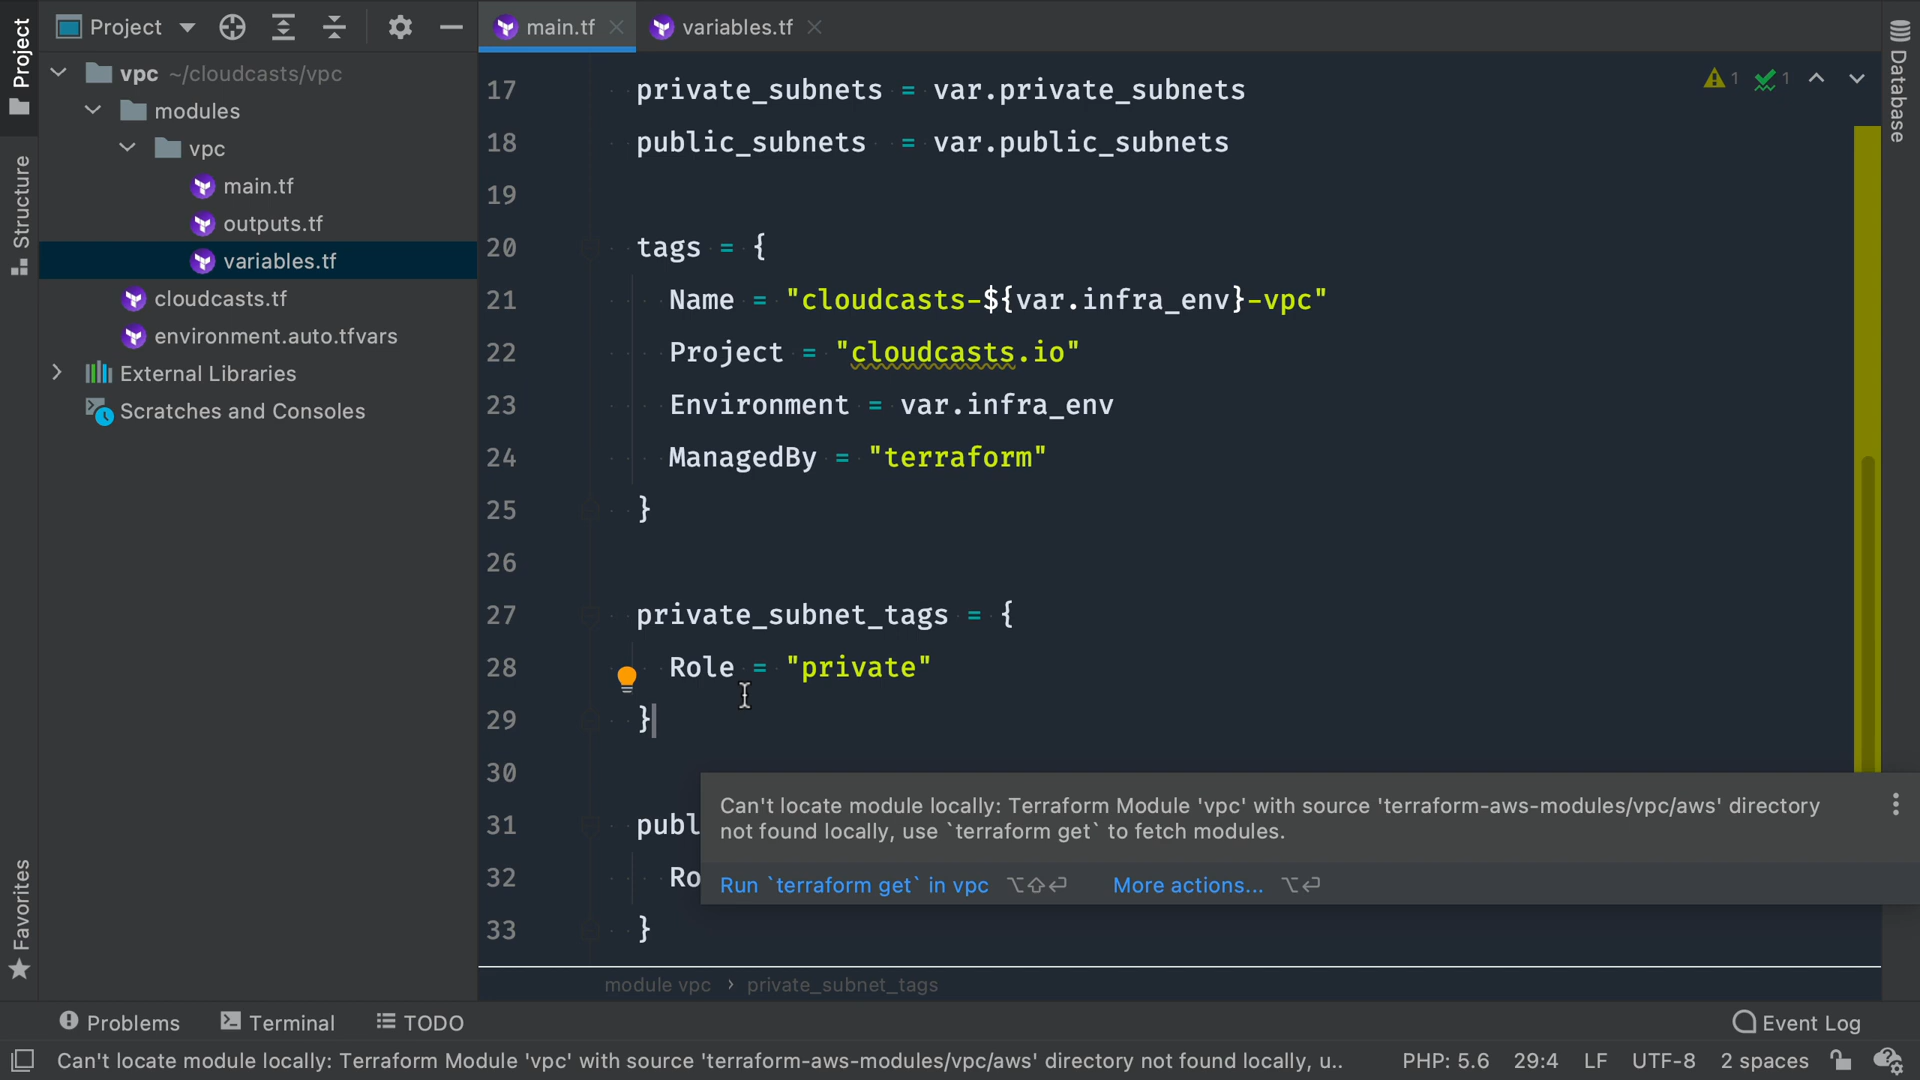 Project
Structure
Favorites
Project
vpc ~/cloudcasts/vpc
modules
vpc
main.tf
outputs.tf
variables.tf
cloudcasts.tf
environment.auto.tfvars
External Libraries
Scratches and Consoles
main.tf
variables.tf
1 1
17 private_subnets = var.private_subnets
18 public_subnets = var.public_subnets
19
20 tags = {
21 Name = "cloudcasts-${var.infra_env}-vpc"
22 Project = "cloudcasts.io"
23 Environment = var.infra_env
24 ManagedBy = "terraform"
25 }
26
27 private_subnet_tags = {
28 Role = "private"
29 }
30
31 publ
32 Ro
33 }
Can't locate module locally: Terraform Module 'vpc' with source 'terraform-aws-modules/vpc/aws' directory
not found locally, use `terraform get` to fetch modules.
Run `terraform get` in vpc ⌥⇧⏎ More actions... ⌥⏎
module vpc › private_subnet_tags
Database
Problems Terminal TODO Event Log
Can't locate module locally: Terraform Module 'vpc' with source 'terraform-aws-modules/vpc/aws' directory not found locally, u.. PHP: 5.6 29:4 LF UTF-8 2 spaces